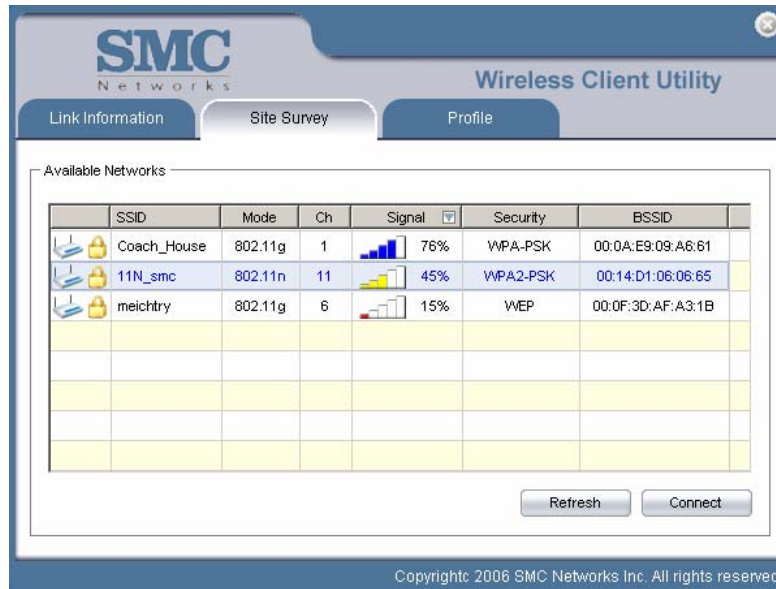 SMC
Networks
Wireless Client Utility
Link Information Site Survey Profile
Available Networks
SSID Mode Ch Signal Security BSSID
Coach_House 802.11g 1 76% WPA-PSK 00:0A:E9:09:A6:61
11N_smc 802.11n 11 45% WPA2-PSK 00:14:D1:06:06:65
meichtry 802.11g 6 15% WEP 00:0F:3D:AF:A3:1B
Refresh Connect
Copyrightc 2006 SMC Networks Inc. All rights reserved